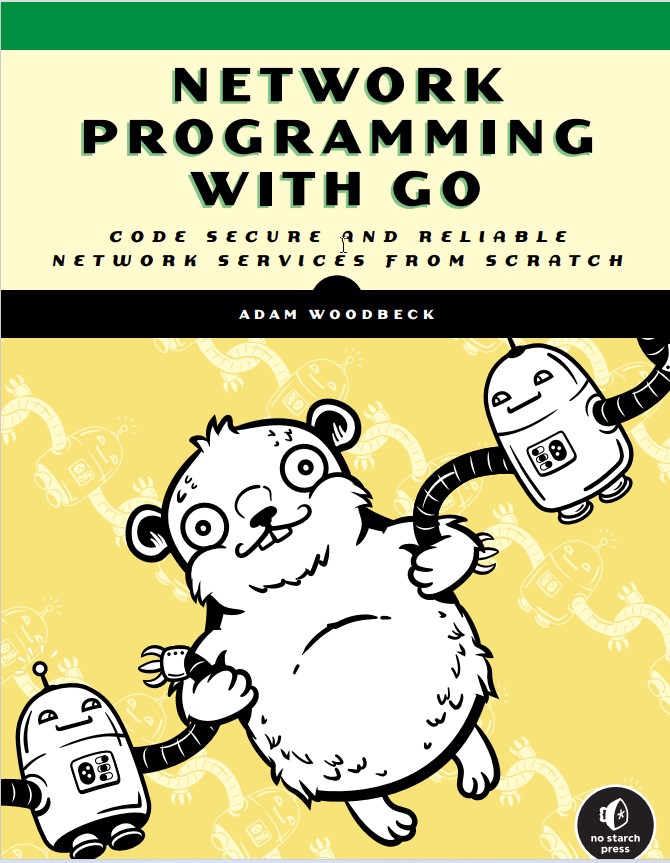 NETWORK
PROGRAMMING
WITH GO
CODE SECURE AND RELIABLE
NETWORK SERVICES FROM SCRATCH
ADAM WOODBECK
no starch
press